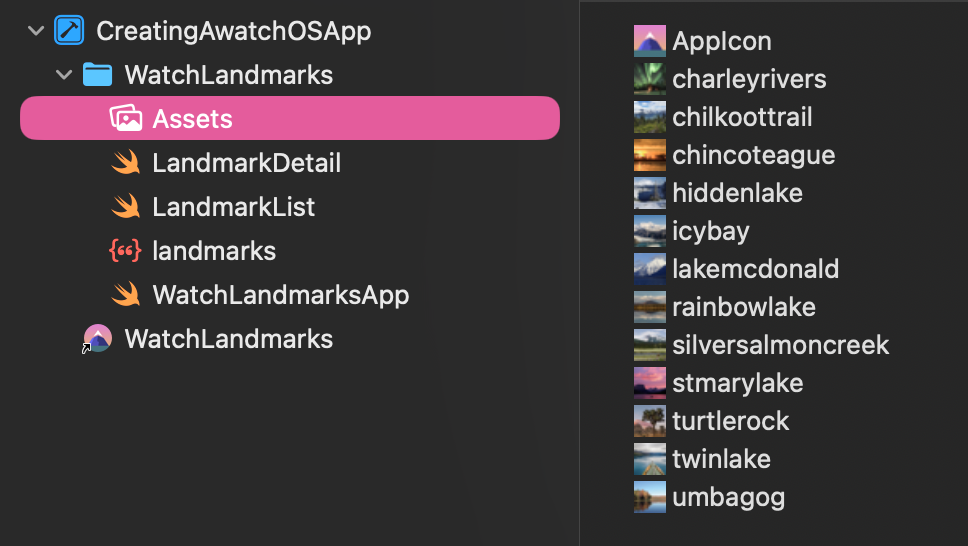 CreatingAwatchOSApp
WatchLandmarks
Assets
LandmarkDetail
LandmarkList
landmarks
WatchLandmarksApp
WatchLandmarks
AppIcon
charleyrivers
chilkoottrail
chincoteague
hiddenlake
icybay
lakemcdonald
rainbowlake
silversalmoncreek
stmarylake
turtlerock
twinlake
umbagog